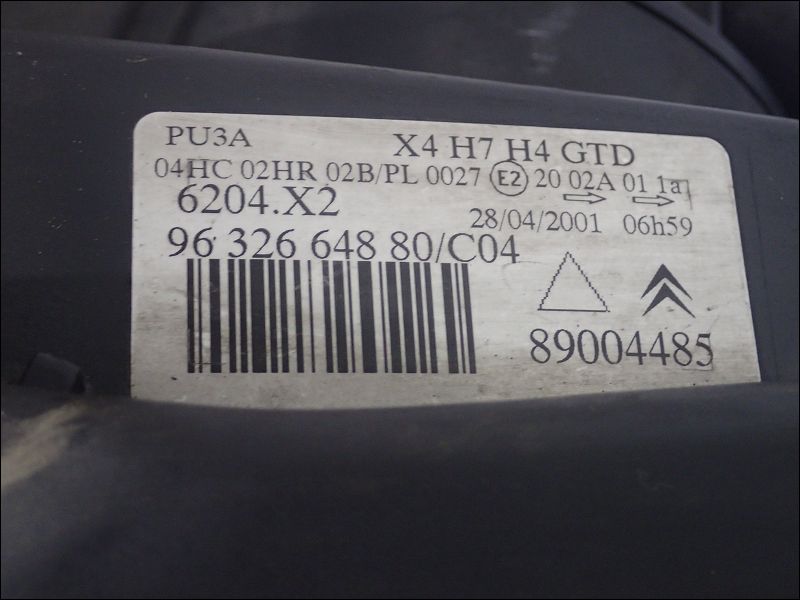 PU3A X4 H7 H4 GTD
04HC 02HR 02B/PL 0027 E2 20 02A 01 1a
6204.X2 28/04/2001 06h59
96 326 648 80/C04
89004485